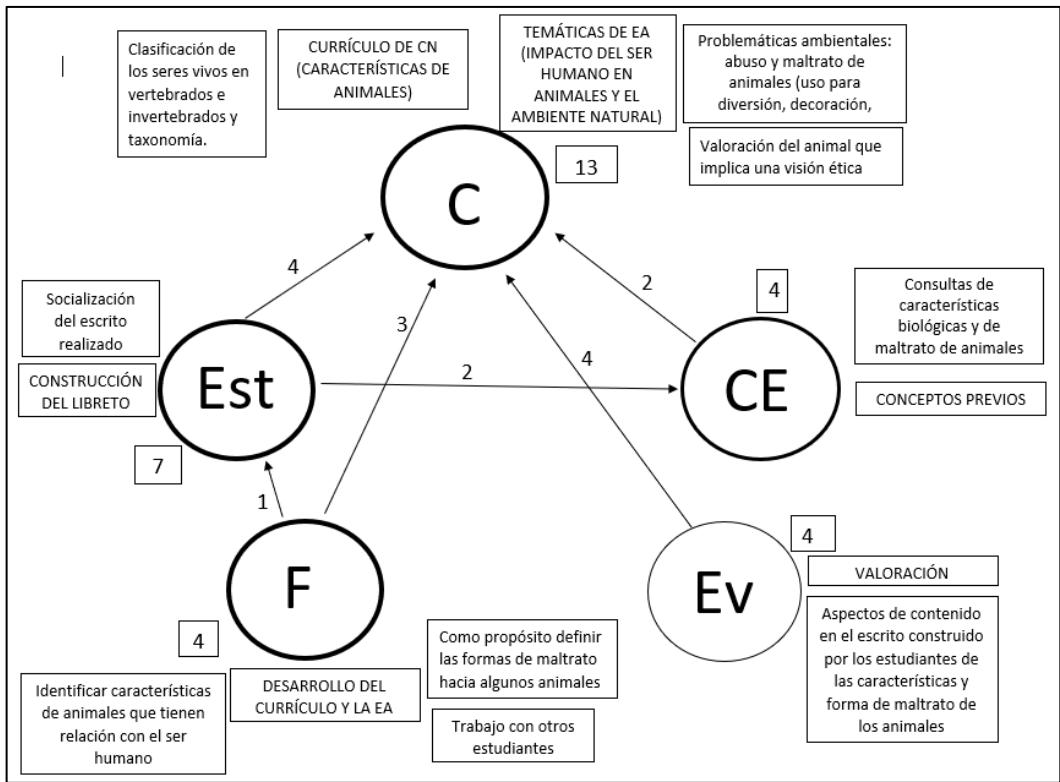 Clasificación de
los seres vivos en
vertebrados e
invertebrados y
taxonomía.
CURRÍCULO DE CN
(CARACTERÍSTICAS DE
ANIMALES)
TEMÁTICAS DE EA
(IMPACTO DEL SER
HUMANO EN
ANIMALES Y EL
AMBIENTE NATURAL)
Problemáticas ambientales:
abuso y maltrato de
animales (uso para
diversión, decoración,
Valoración del animal que
implica una visión ética
13
C
4
3
2
4
2
1
Socialización
del escrito
realizado
CONSTRUCCIÓN
DEL LIBRETO
Est
7
4
CE
Consultas de
características
biológicas y de
maltrato de animales
CONCEPTOS PREVIOS
F
4
Identificar características
de animales que tienen
relación con el ser
humano
DESARROLLO DEL
CURRÍCULO Y LA EA
Como propósito definir
las formas de maltrato
hacia algunos animales
Trabajo con otros
estudiantes
Ev
4
VALORACIÓN
Aspectos de contenido
en el escrito construido
por los estudiantes de
las características y
forma de maltrato de
los animales